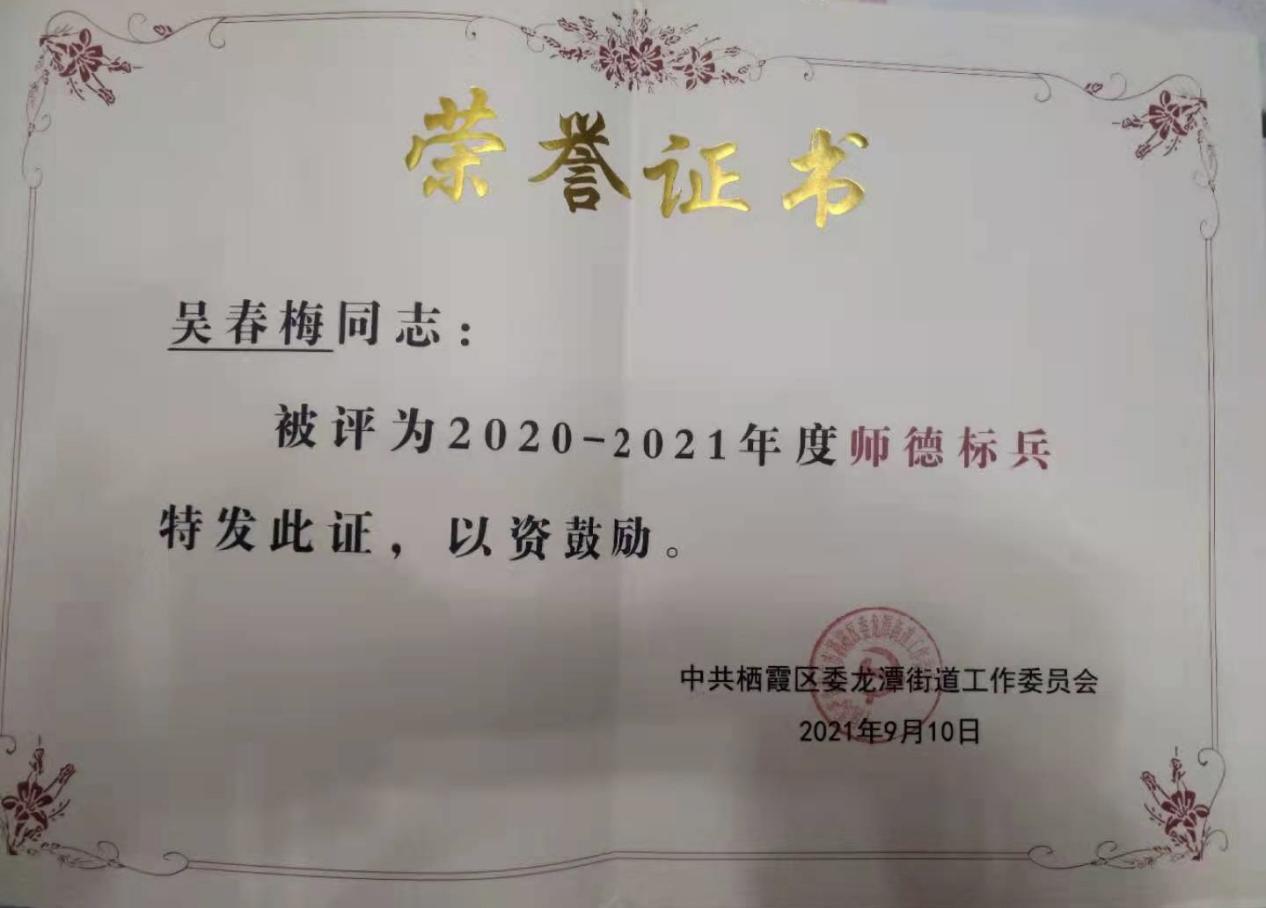 荣誉证书
吴春梅同志：
被评为2020-2021年度师德标兵
特发此证，以资鼓励。
中共栖霞区委龙潭街道工作委员会
2021年9月10日